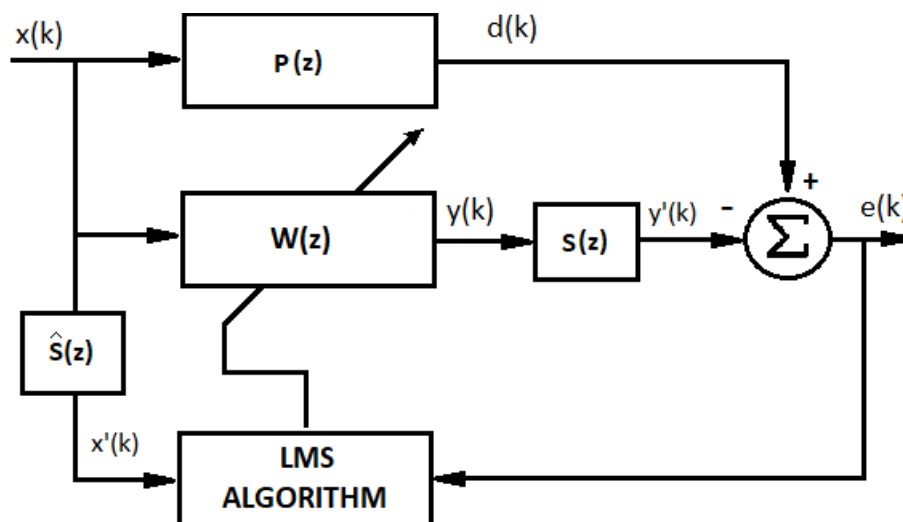 x(k)
P(z)
d(k)
+
W(z)
y(k)
S(z)
y'(k)
-
Σ
e(k)
Ŝ(z)
x'(k)
LMS
ALGORITHM